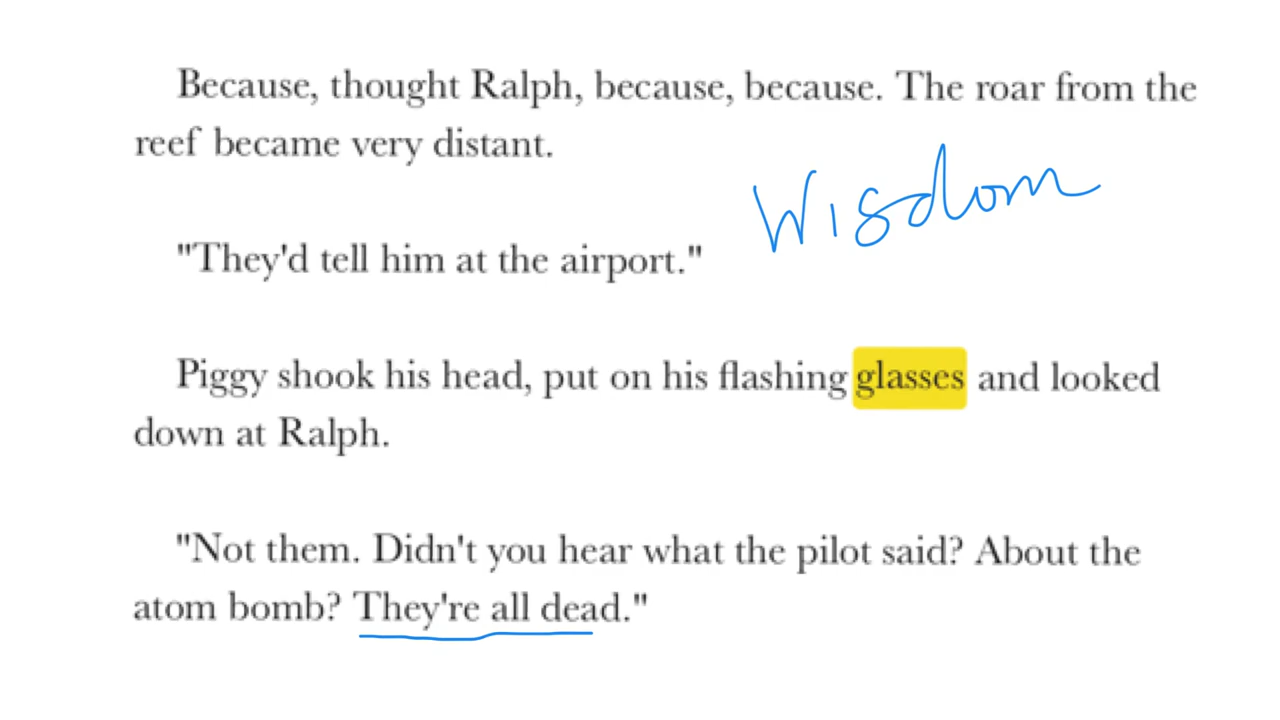 Because, thought Ralph, because, because. The roar from the
reef became very distant.
Wisdom
"They'd tell him at the airport."
Piggy shook his head, put on his flashing glasses and looked
down at Ralph.
"Not them. Didn't you hear what the pilot said? About the
atom bomb? They're all dead."